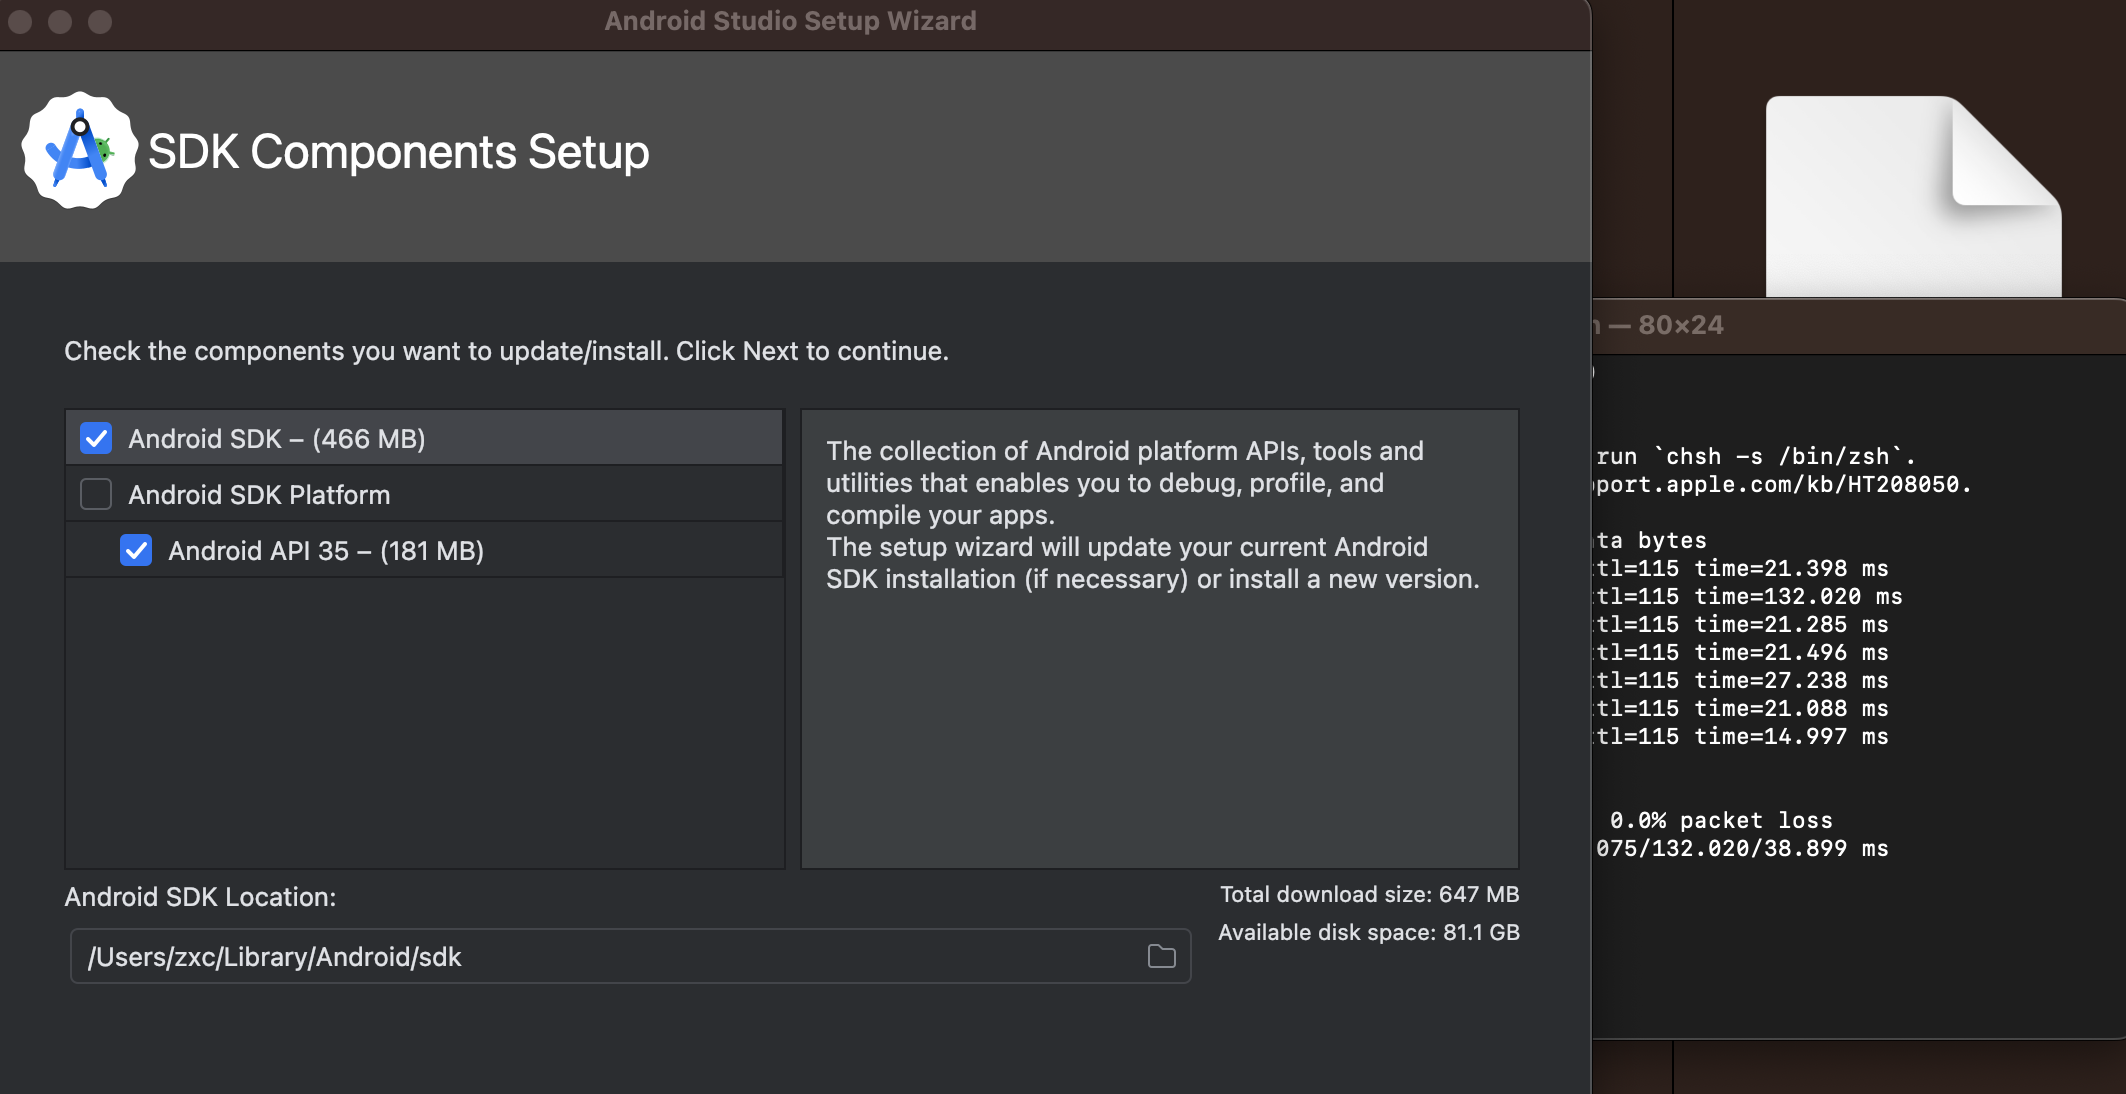 Android Studio Setup Wizard
SDK Components Setup
Check the components you want to update/install. Click Next to continue.
Android SDK – (466 MB)
Android SDK Platform
Android API 35 – (181 MB)
The collection of Android platform APIs, tools and
utilities that enables you to debug, profile, and
compile your apps.
The setup wizard will update your current Android
SDK installation (if necessary) or install a new version.
Android SDK Location:
/Users/zxc/Library/Android/sdk
Total download size: 647 MB
Available disk space: 81.1 GB
— 80×24
run `chsh -s /bin/zsh`.
port.apple.com/kb/HT208050.
ta bytes
tl=115 time=21.398 ms
tl=115 time=132.020 ms
tl=115 time=21.285 ms
tl=115 time=21.496 ms
tl=115 time=27.238 ms
tl=115 time=21.088 ms
tl=115 time=14.997 ms
0.0% packet loss
075/132.020/38.899 ms